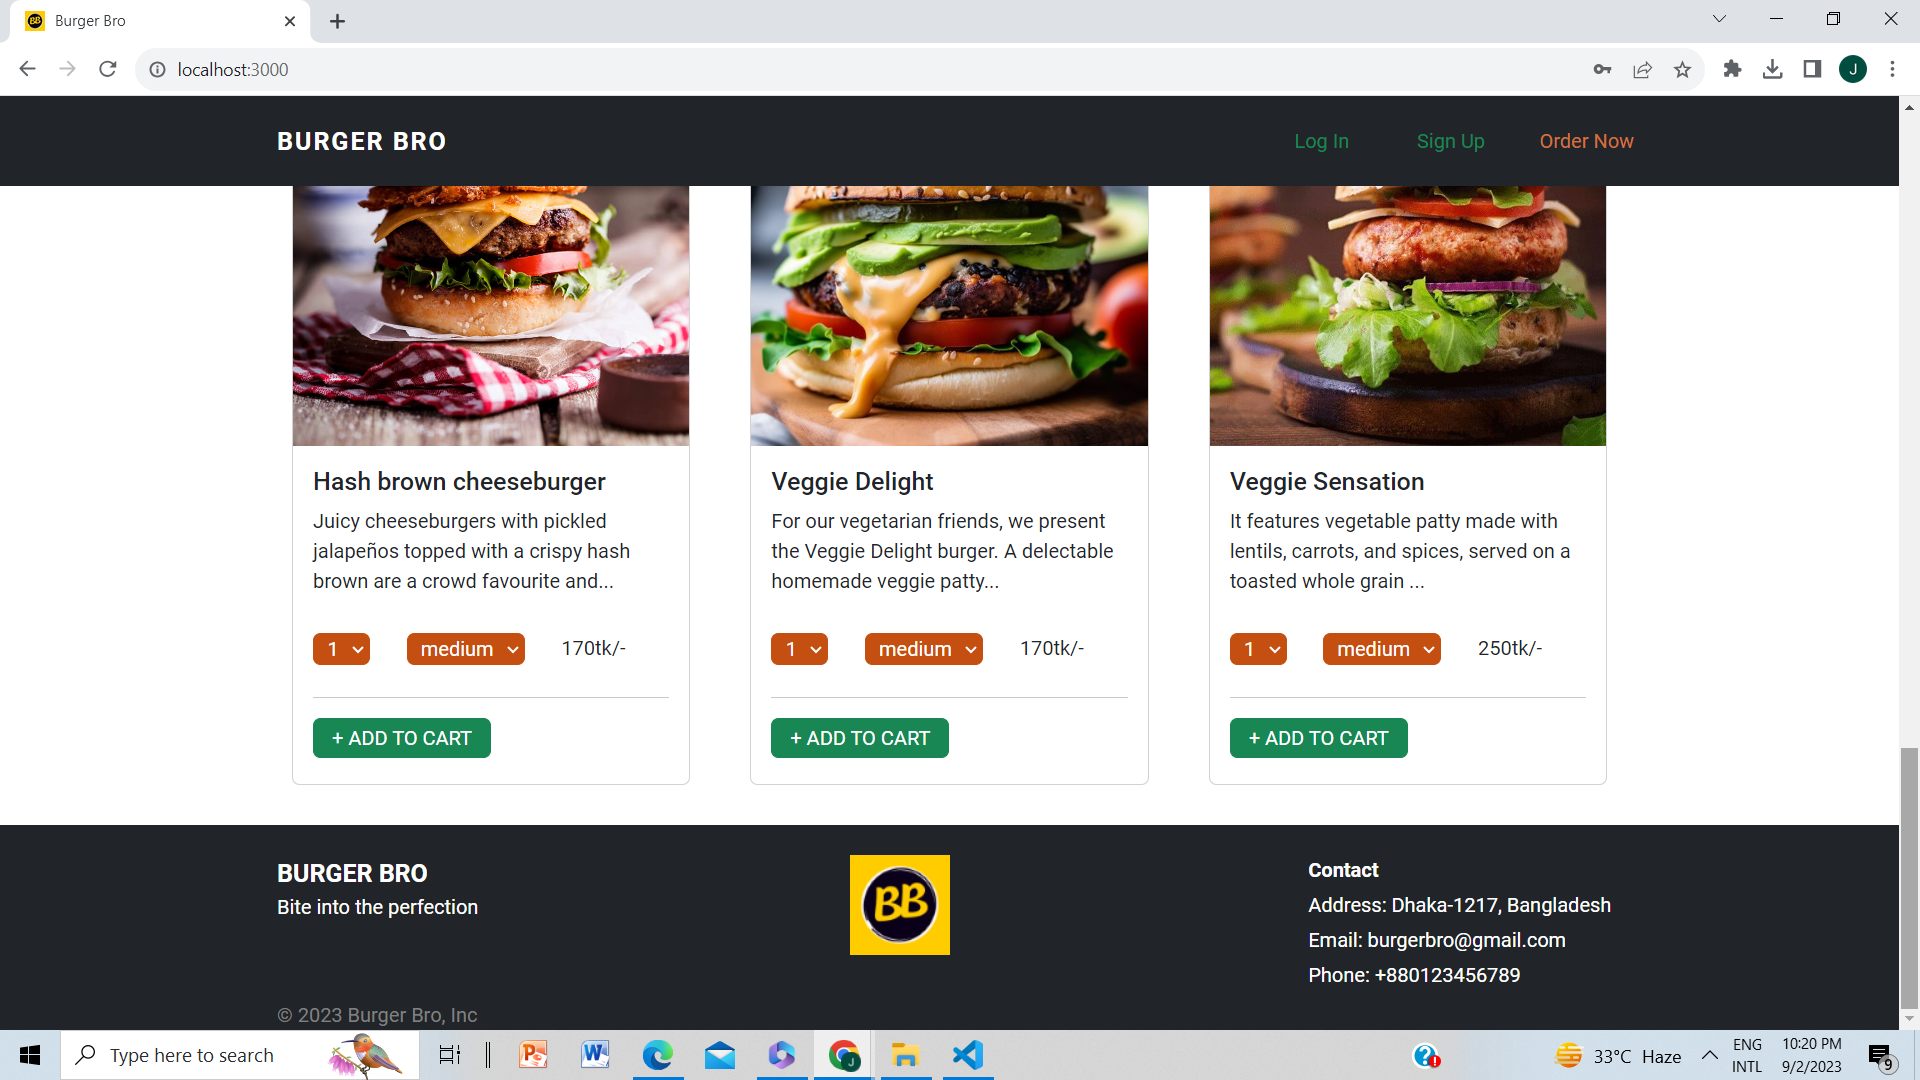 Burger Bro
localhost:3000
J
BURGER BRO
Log In
Sign Up
Order Now
Hash brown cheeseburger
Juicy cheeseburgers with pickled
jalapeños topped with a crispy hash
brown are a crowd favourite and...
1
medium
170tk/-
+ ADD TO CART
Veggie Delight
For our vegetarian friends, we present
the Veggie Delight burger. A delectable
homemade veggie patty...
1
medium
170tk/-
+ ADD TO CART
Veggie Sensation
It features vegetable patty made with
lentils, carrots, and spices, served on a
toasted whole grain ...
1
medium
250tk/-
+ ADD TO CART
BURGER BRO
Bite into the perfection
BB
Contact
Address: Dhaka-1217, Bangladesh
Email: burgerbro@gmail.com
Phone: +880123456789
© 2023 Burger Bro, Inc
Type here to search
33°C Haze
ENG
INTL
10:20 PM
9/2/2023
9